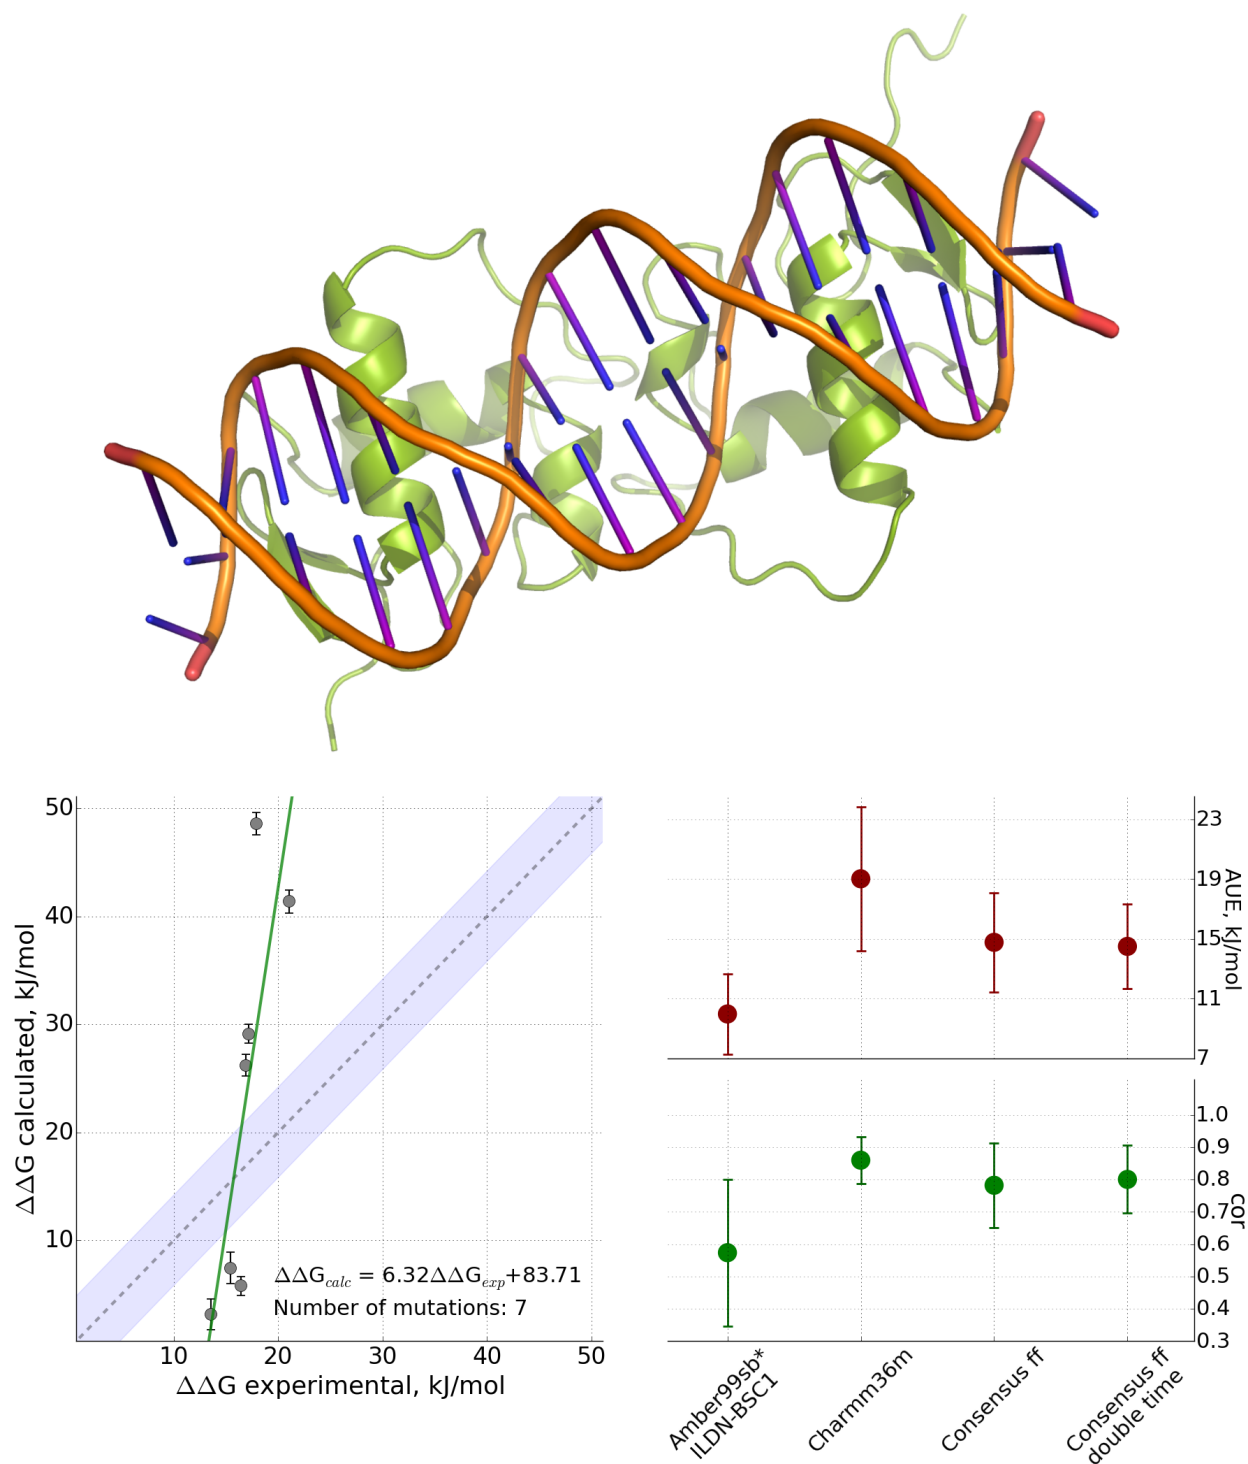 50
40
30
20
10
ΔΔG calculated, kJ/mol
ΔΔGcalc = 6.32ΔΔGexp+83.71
Number of mutations: 7
10 20 30 40 50
ΔΔG experimental, kJ/mol
23
19
15
11
7
AUE, kJ/mol
1.0
0.9
0.8
0.7
0.6
0.5
0.4
0.3
cor
Amber99sb*
ILDN-BSC1
Charmm36m
Consensus ff
Consensus ff
double time